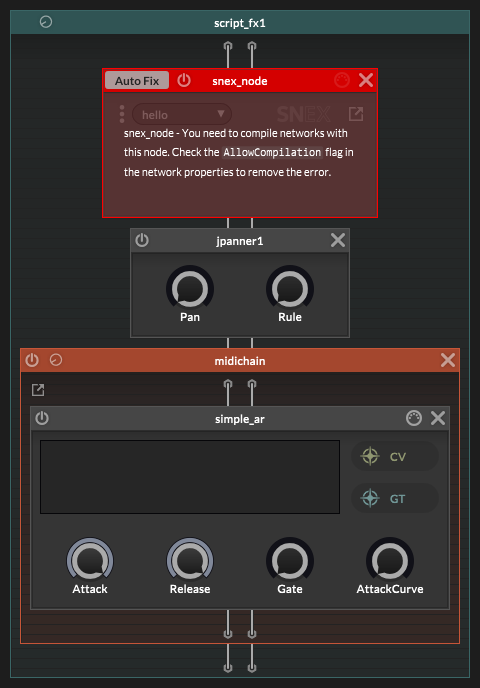 script_fx1
Auto Fix
snex_node
hello
SNEX
snex_node - You need to compile networks with
this node. Check the AllowCompilation flag in
the network properties to remove the error.
jpanner1
Pan
Rule
midichain
simple_ar
CV
GT
Attack
Release
Gate
AttackCurve